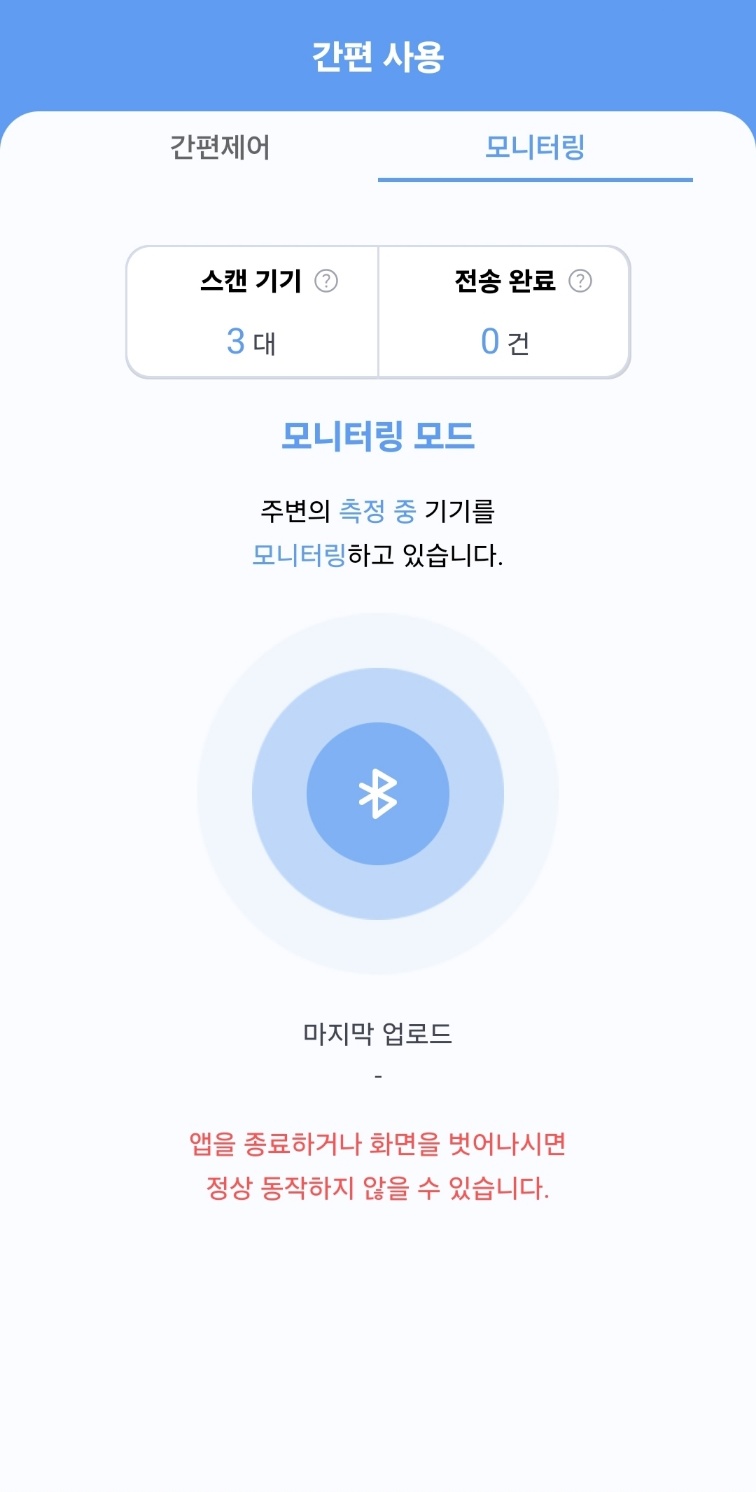 간편 사용
간편제어 모니터링
스캔 기기 ? 전송 완료 ?
3 대 0 건
모니터링 모드
주변의 측정 중 기기를
모니터링하고 있습니다.
마지막 업로드
-
앱을 종료하거나 화면을 벗어나시면
정상 동작하지 않을 수 있습니다.